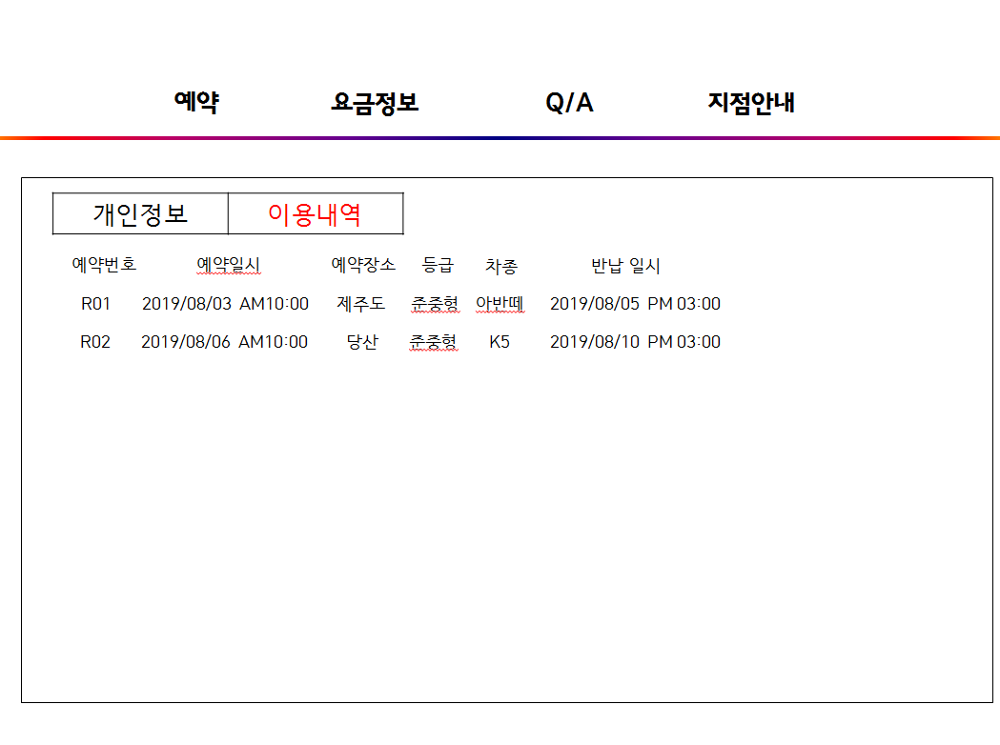 예약 요금정보 Q/A 지점안내
개인정보 이용내역
예약번호 예약일시 예약장소 등급 차종 반납 일시
R01 2019/08/03 AM10:00 제주도 준중형 아반떼 2019/08/05 PM 03:00
R02 2019/08/06 AM10:00 당산 준중형 K5 2019/08/10 PM 03:00